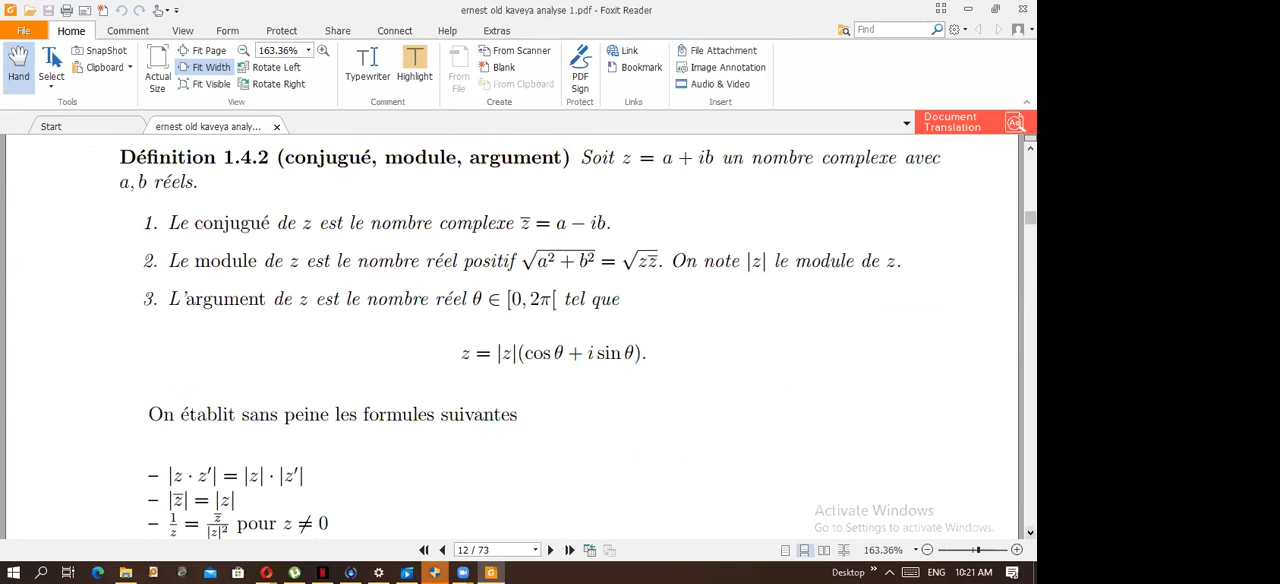 ernest old kaveya analyse 1.pdf - Foxit Reader
File Home Comment View Form Protect Share Connect Help Extras Find
SnapShot Fit Page 163.36% From Scanner Link File Attachment
Hand Select Clipboard Actual Size Fit Width Rotate Left Typewriter Highlight From File Blank PDF Sign Bookmark Image Annotation
Fit Visible Rotate Right From Clipboard Audio & Video
Tools View Comment Create Protect Links Insert
Start ernest old kaveya analy... Document Translation
Définition 1.4.2 (conjugué, module, argument) Soit z = a + ib un nombre complexe avec
a, b réels.
1. Le conjugué de z est le nombre complexe z̅ = a − ib.
2. Le module de z est le nombre réel positif √(a² + b²) = √(zz̅). On note |z| le module de z.
3. L'argument de z est le nombre réel θ ∈ [0, 2π[ tel que
z = |z|(cos θ + i sin θ).
On établit sans peine les formules suivantes
– |z · z′| = |z| · |z′|
– |z̅| = |z|
– 1/z = z̅/|z|² pour z ≠ 0
Activate Windows
Go to Settings to activate Windows.
12 / 73 163.36%
Desktop ENG 10:21 AM